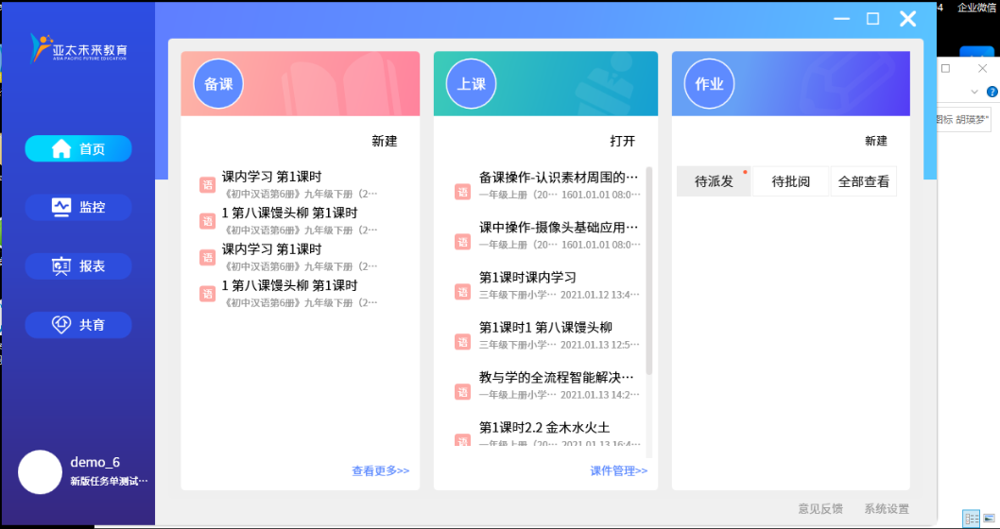 4 企业微信
亚太未来教育
ASIA PACIFIC FUTURE EDUCATION
首页
监控
报表
共育
demo_6
新版任务单测试···
备课
新建
语 课内学习 第1课时
《初中汉语第6册》九年级下册（2···
语 1 第八课馒头柳 第1课时
《初中汉语第6册》九年级下册（2···
语 课内学习 第1课时
《初中汉语第6册》九年级下册（2···
语 1 第八课馒头柳 第1课时
《初中汉语第6册》九年级下册（2···
查看更多>>
上课
打开
语 备课操作-认识素材周围的···
一年级上册（20··· 1601.01.01 08:0···
语 课中操作-摄像头基础应用···
一年级上册（20··· 1601.01.01 08:0···
语 第1课时课内学习
三年级下册小学··· 2021.01.12 13:4···
语 第1课时1 第八课馒头柳
三年级下册小学··· 2021.01.13 12:5···
语 教与学的全流程智能解决···
一年级上册小学··· 2021.01.13 14:2···
语 第1课时2.2 金木水火土
一年级上册（20··· 2021.01.13 16:4···
课件管理>>
作业
新建
待派发 待批阅 全部查看
图标 胡瑛梦"
意见反馈 系统设置